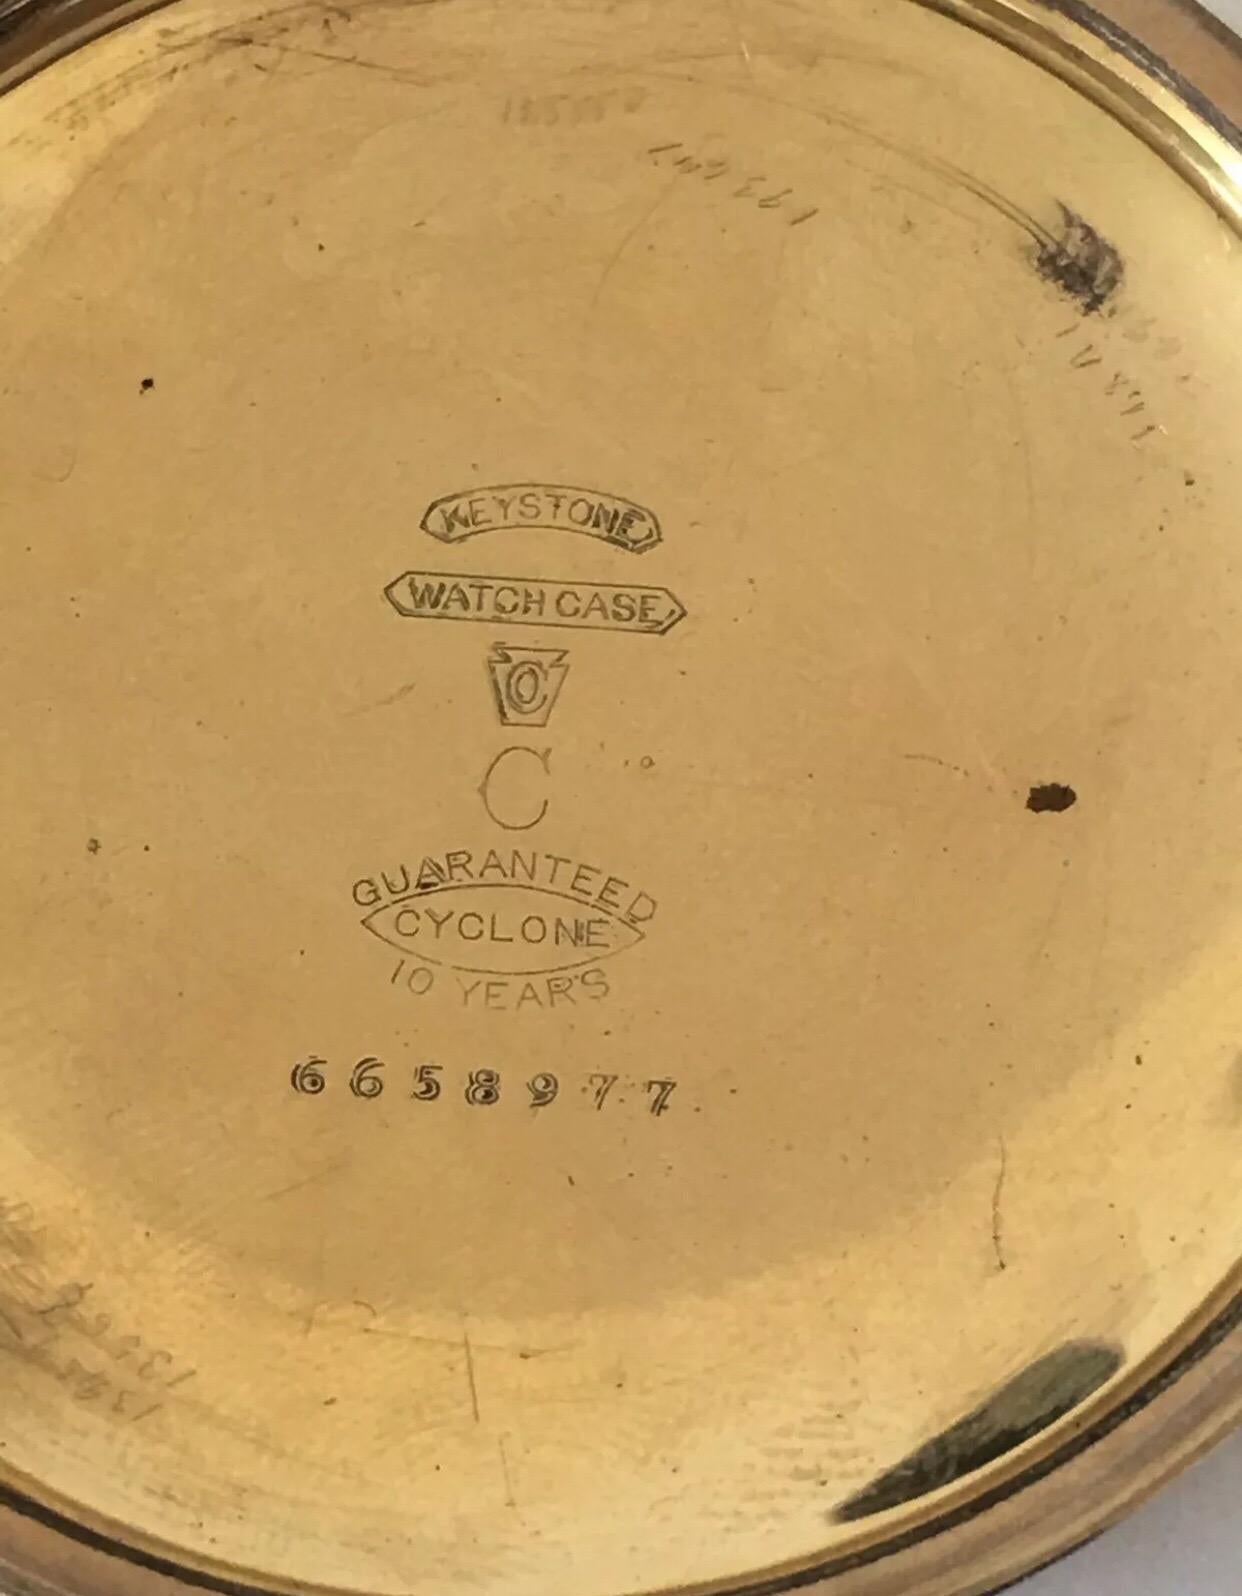 KEYSTONE
WATCH CASE
C
C
GUARANTEED
CYCLONE
10 YEARS
6658977